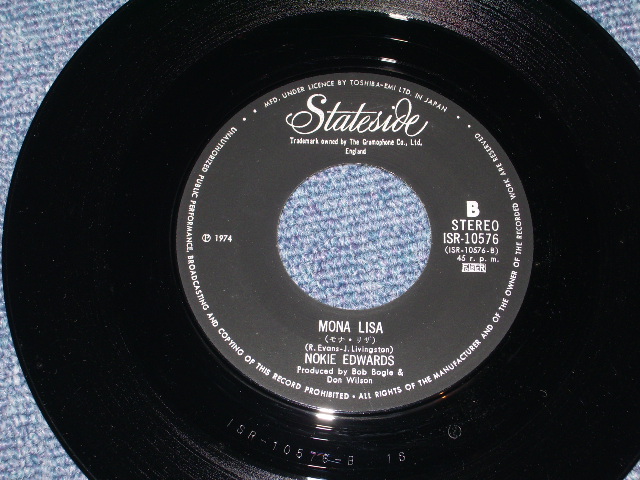 MFD. UNDER LICENCE BY TOSHIBA-EMI LTD. IN JAPAN •
Stateside
Trademark owned by The Gramophone Co., Ltd.
England
℗ 1974
B
STEREO
ISR-10576
(ISR-10576-B)
45 r. p. m.
MONA LISA
(モナ・リザ)
(R. Evans-J. Livingston)
NOKIE EDWARDS
Produced by Bob Bogle &
Don Wilson
UNAUTHORIZED PUBLIC PERFORMANCE, BROADCASTING AND COPYING OF THIS RECORD PROHIBITED • ALL RIGHTS OF THE MANUFACTURER AND OF THE OWNER OF THE RECORDED WORK ARE RESERVED •
ISR-10576-B 1S